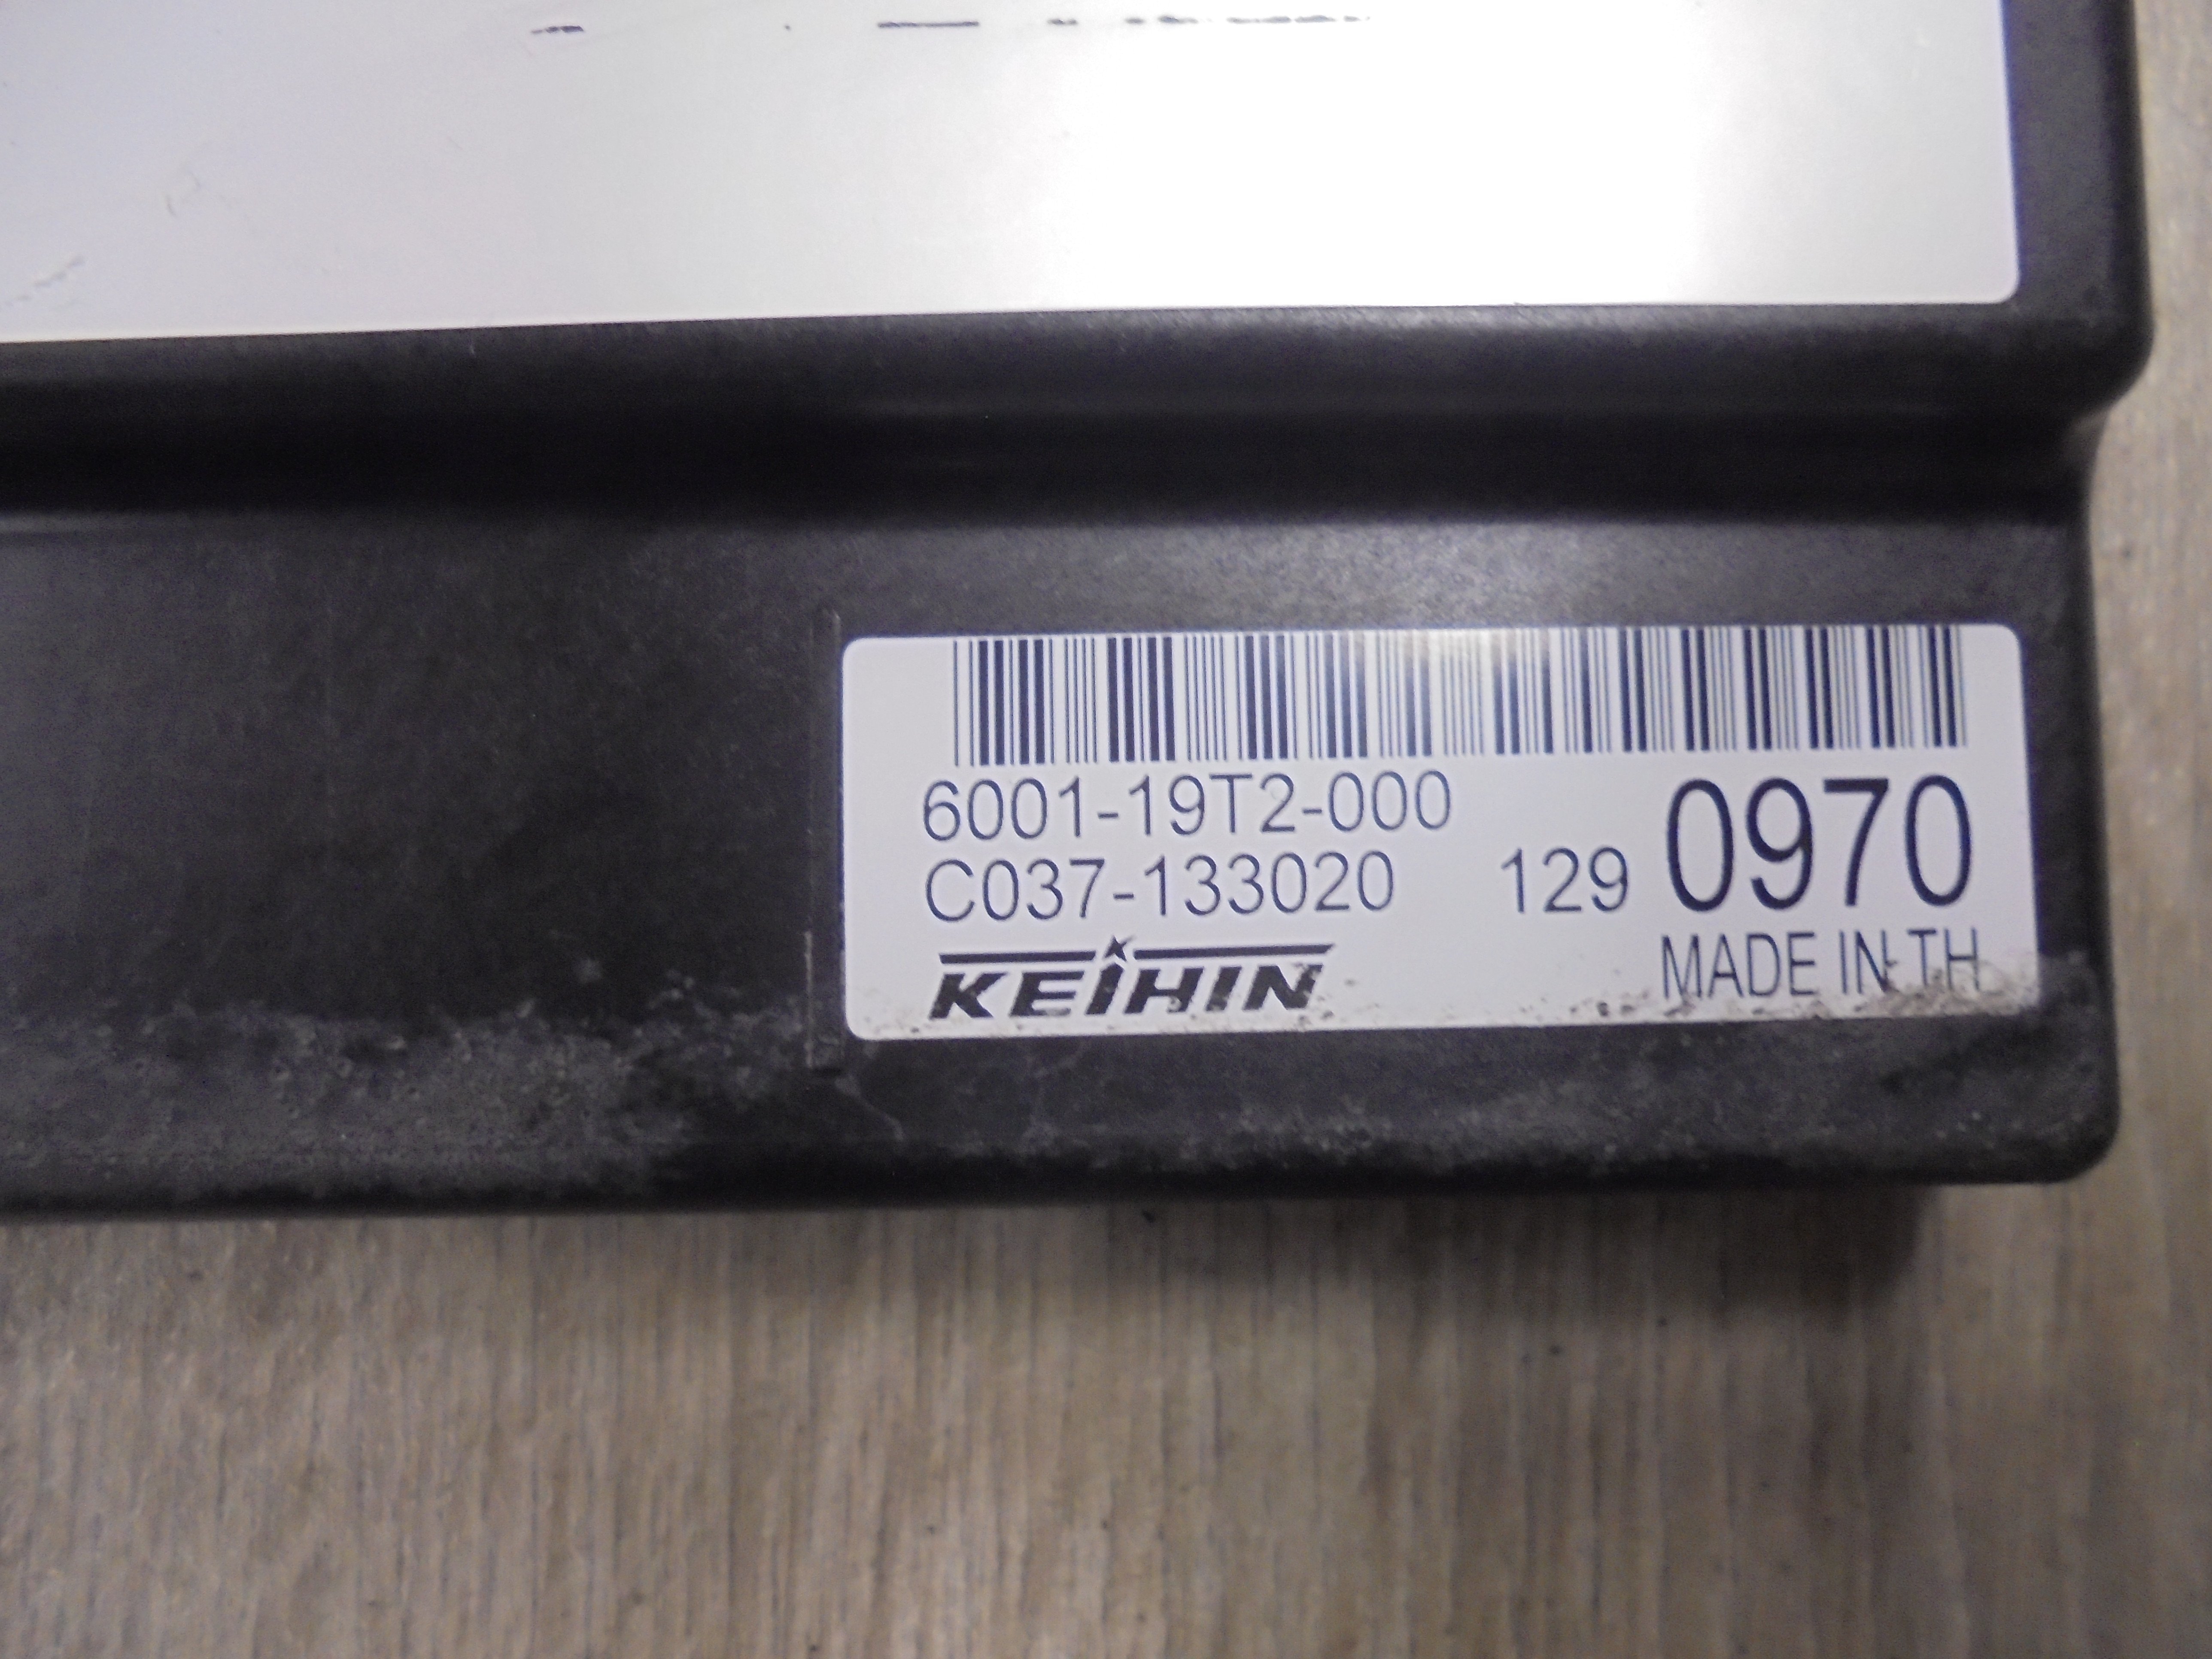 6001-19T2-000
C037-133020 129 0970
KEIHIN MADE IN TH